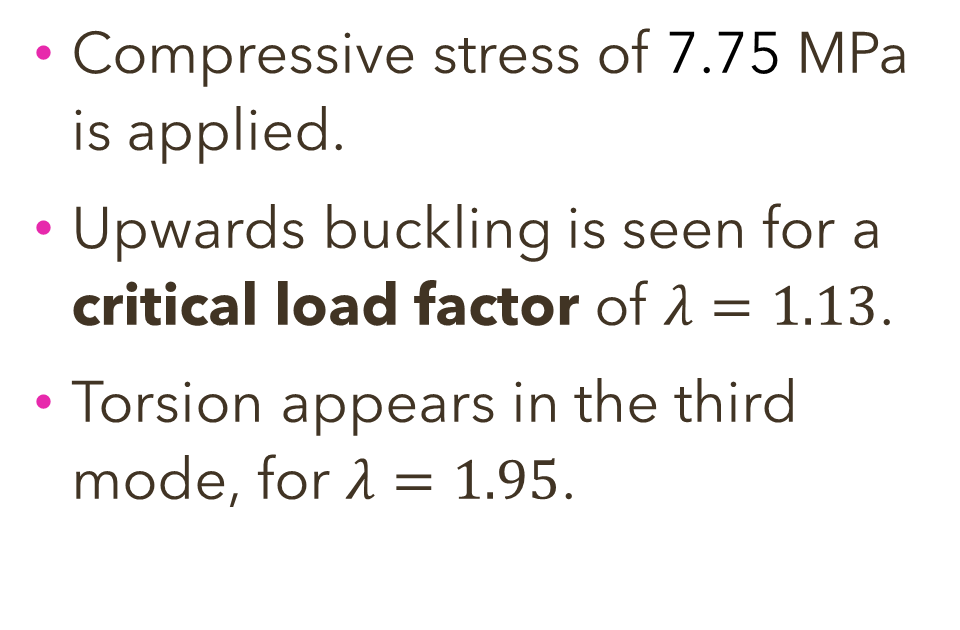 • Compressive stress of 7.75 MPa
is applied.
• Upwards buckling is seen for a
critical load factor of λ = 1.13.
• Torsion appears in the third
mode, for λ = 1.95.